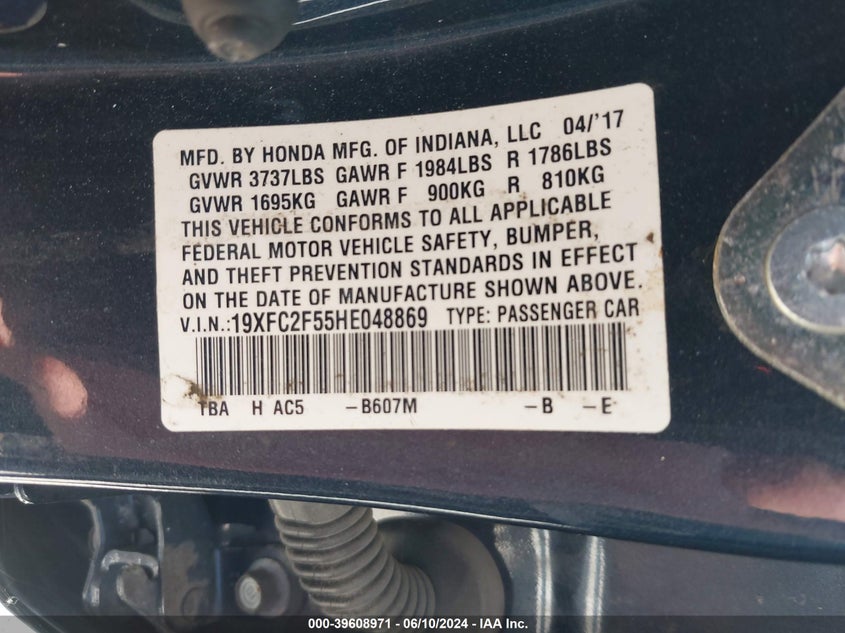 MFD. BY HONDA MFG. OF INDIANA, LLC 04/'17
GVWR 3737LBS GAWR F 1984LBS R 1786LBS
GVWR 1695KG GAWR F 900KG R 810KG
THIS VEHICLE CONFORMS TO ALL APPLICABLE
FEDERAL MOTOR VEHICLE SAFETY, BUMPER,
AND THEFT PREVENTION STANDARDS IN EFFECT
ON THE DATE OF MANUFACTURE SHOWN ABOVE.
V.I.N.:19XFC2F55HE048869 TYPE: PASSENGER CAR
TBA H AC5 –B607M –B –E
000-39608971 - 06/10/2024 - IAA Inc.